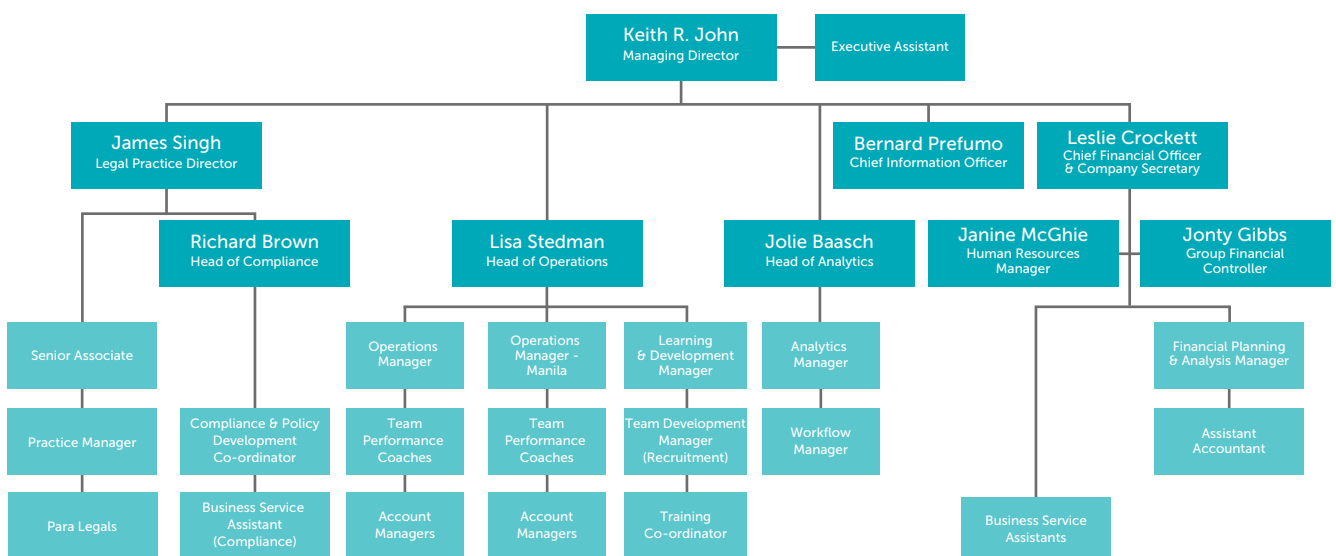 Keith R. John
Managing Director
Executive Assistant
James Singh
Legal Practice Director
Bernard Prefumo
Chief Information Officer
Leslie Crockett
Chief Financial Officer
& Company Secretary
Richard Brown
Head of Compliance
Lisa Stedman
Head of Operations
Jolie Baasch
Head of Analytics
Janine McGhie
Human Resources
Manager
Jonty Gibbs
Group Financial
Controller
Senior Associate
Operations
Manager
Operations
Manager -
Manila
Learning
& Development
Manager
Analytics
Manager
Financial Planning
& Analysis Manager
Practice Manager
Compliance & Policy
Development
Co-ordinator
Team
Performance
Coaches
Team
Performance
Coaches
Team Development
Manager
(Recruitment)
Workflow
Manager
Assistant
Accountant
Para Legals
Business Service
Assistant
(Compliance)
Account
Managers
Account
Managers
Training
Co-ordinator
Business Service
Assistants